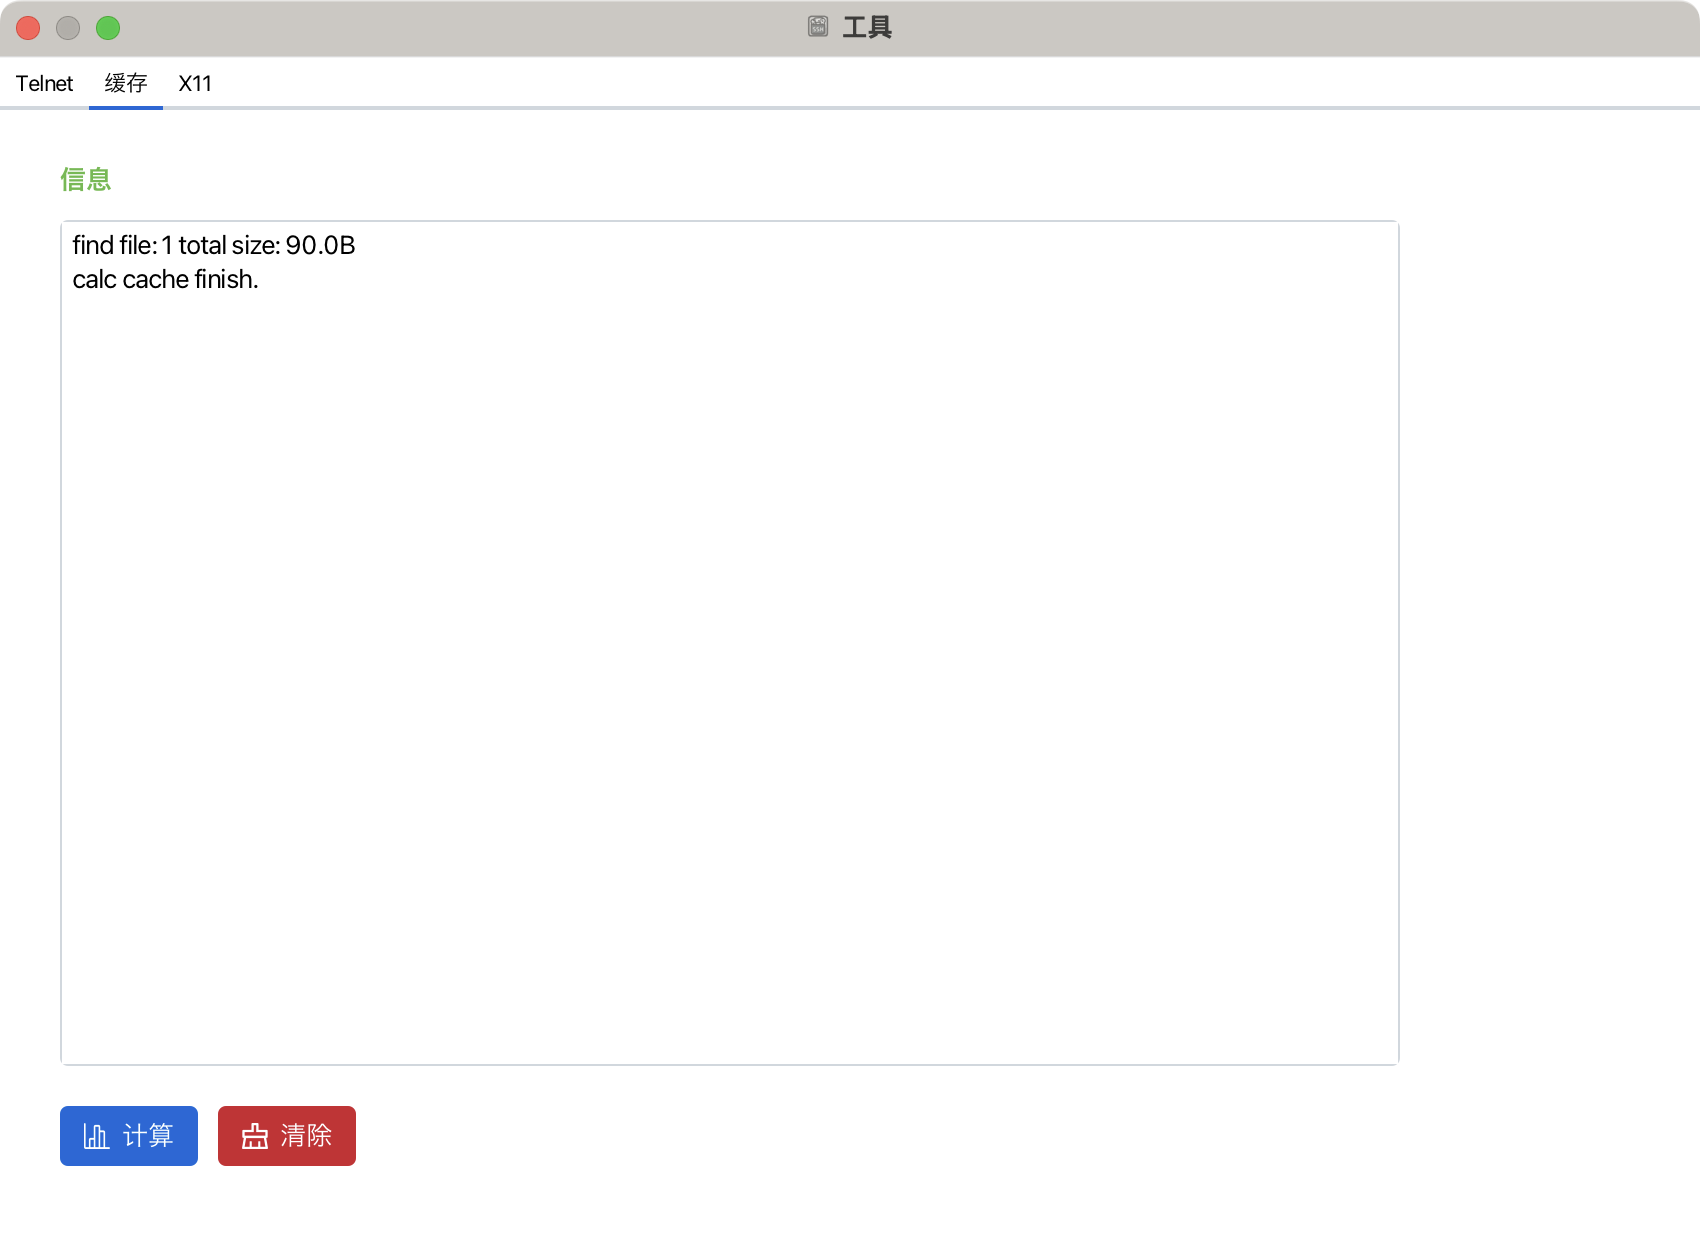 工具
Telnet 缓存 X11
信息
find file: 1 total size: 90.0B
calc cache finish.
计算 清除